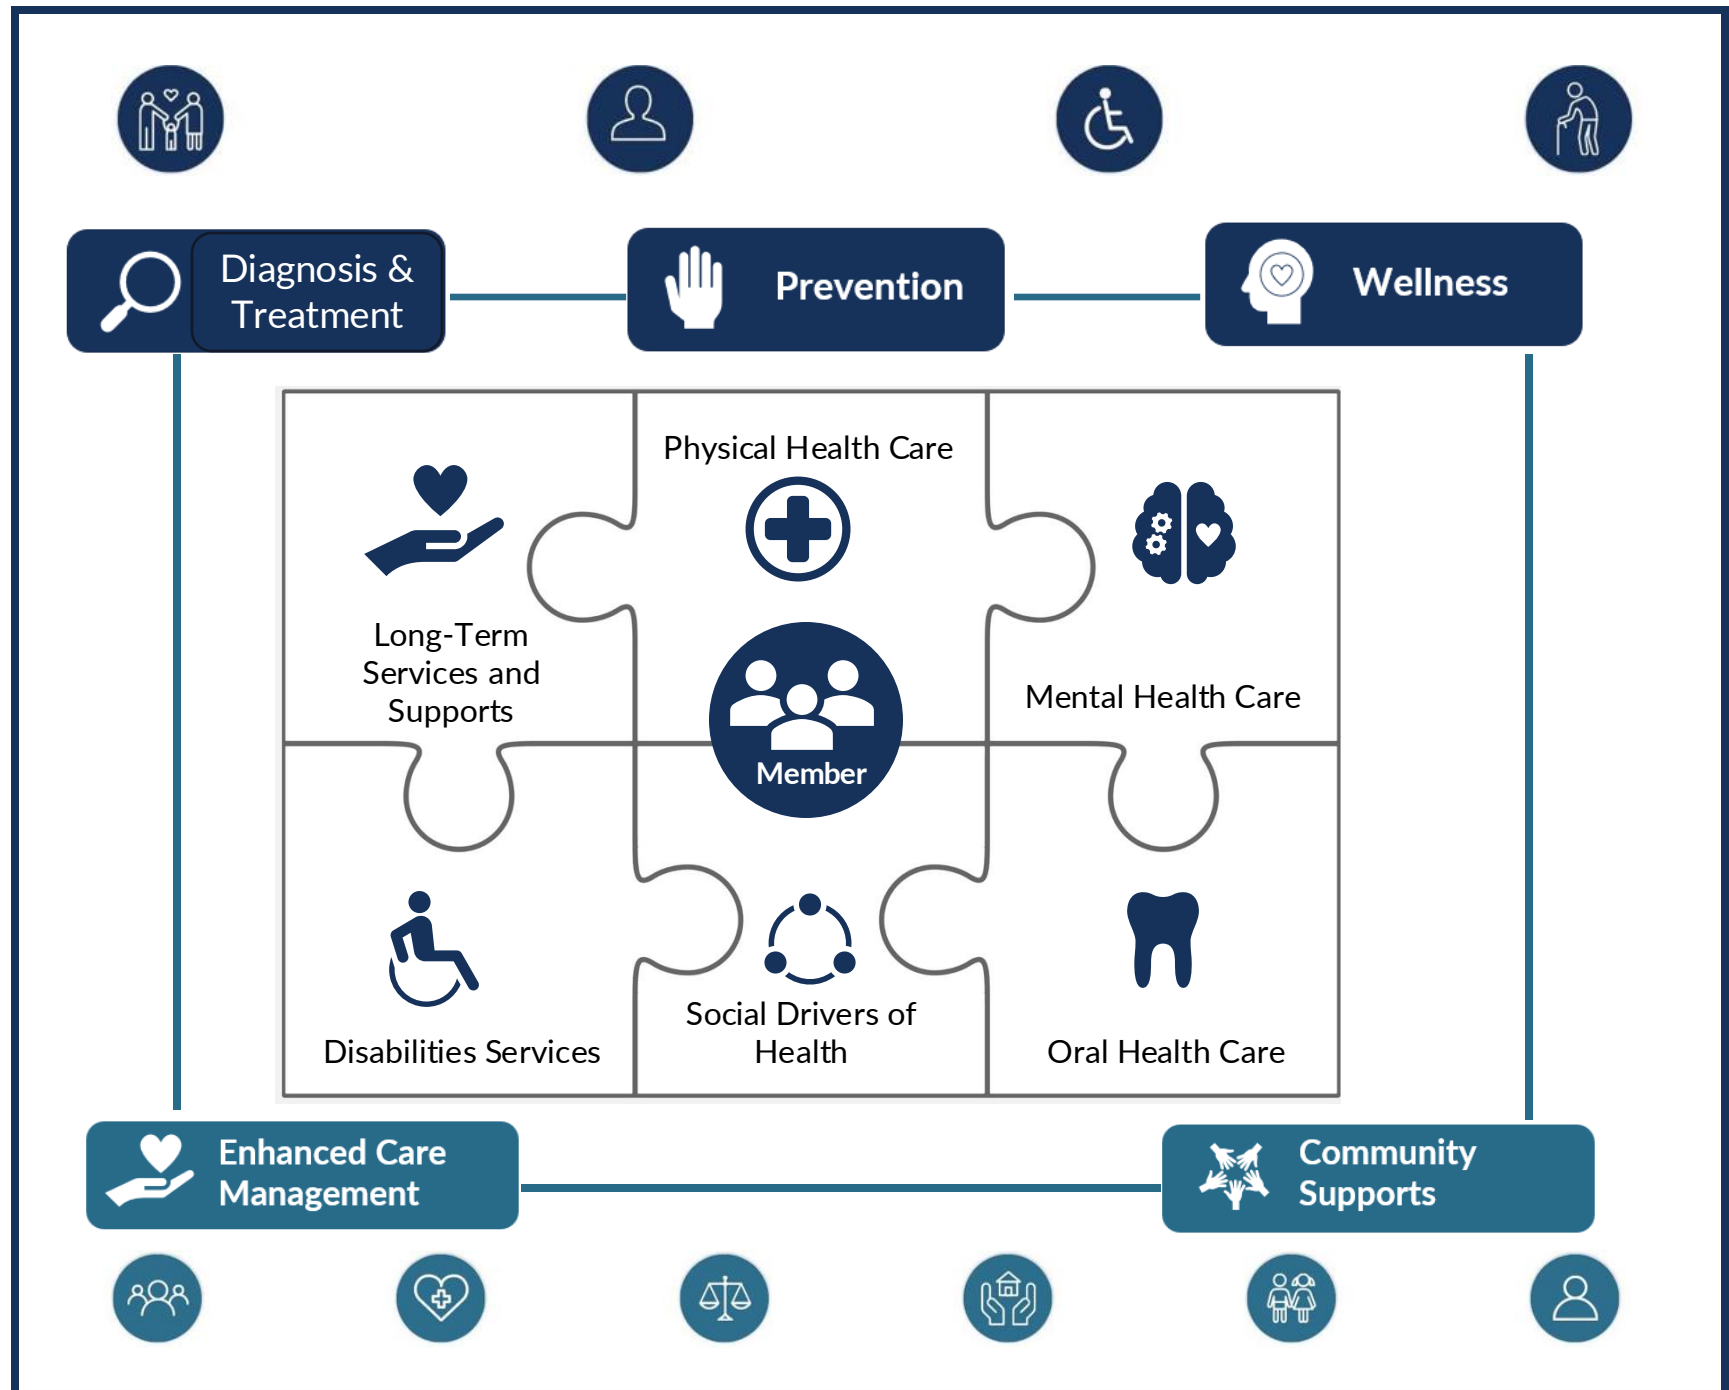 Diagnosis &
Treatment
Prevention
Wellness
Physical Health Care
Long-Term
Services and
Supports
Mental Health Care
Member
Disabilities Services
Social Drivers of
Health
Oral Health Care
Enhanced Care
Management
Community
Supports